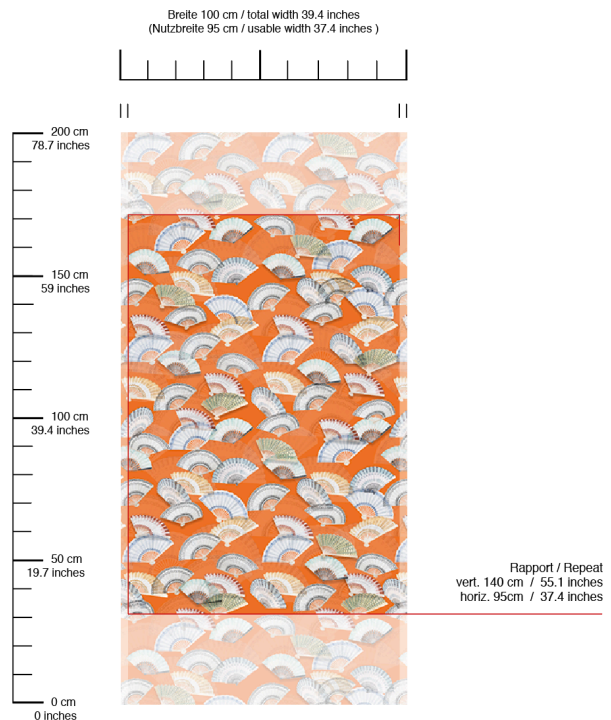 Breite 100 cm / total width 39.4 inches
(Nutzbreite 95 cm / usable width 37.4 inches )
200 cm
78.7 inches
150 cm
59 inches
100 cm
39.4 inches
50 cm
19.7 inches
Rapport / Repeat
vert. 140 cm / 55.1 inches
horiz. 95cm / 37.4 inches
0 cm
0 inches